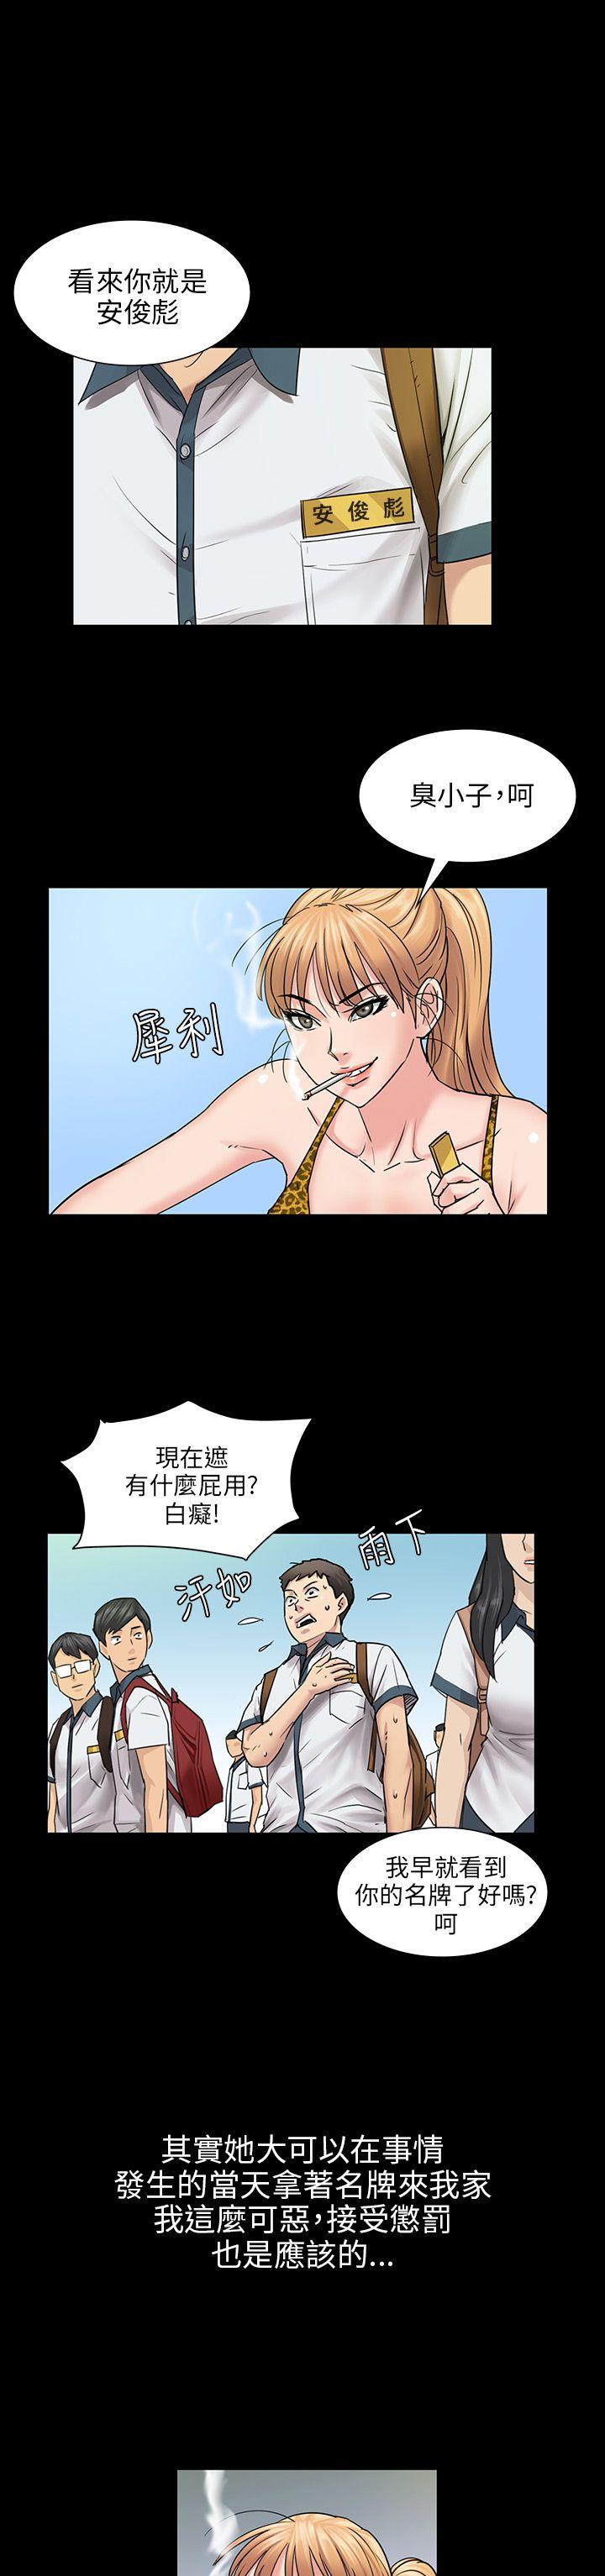 看來你就是
安俊彪
安俊彪
臭小子，呵
犀利
現在遮
有什麼屁用？
白癡！
汗如
雨下
我早就看到
你的名牌了好嗎？
呵
其實她大可以在事情
發生的當天拿著名牌來我家
我這麼可惡，接受懲罰
也是應該的...